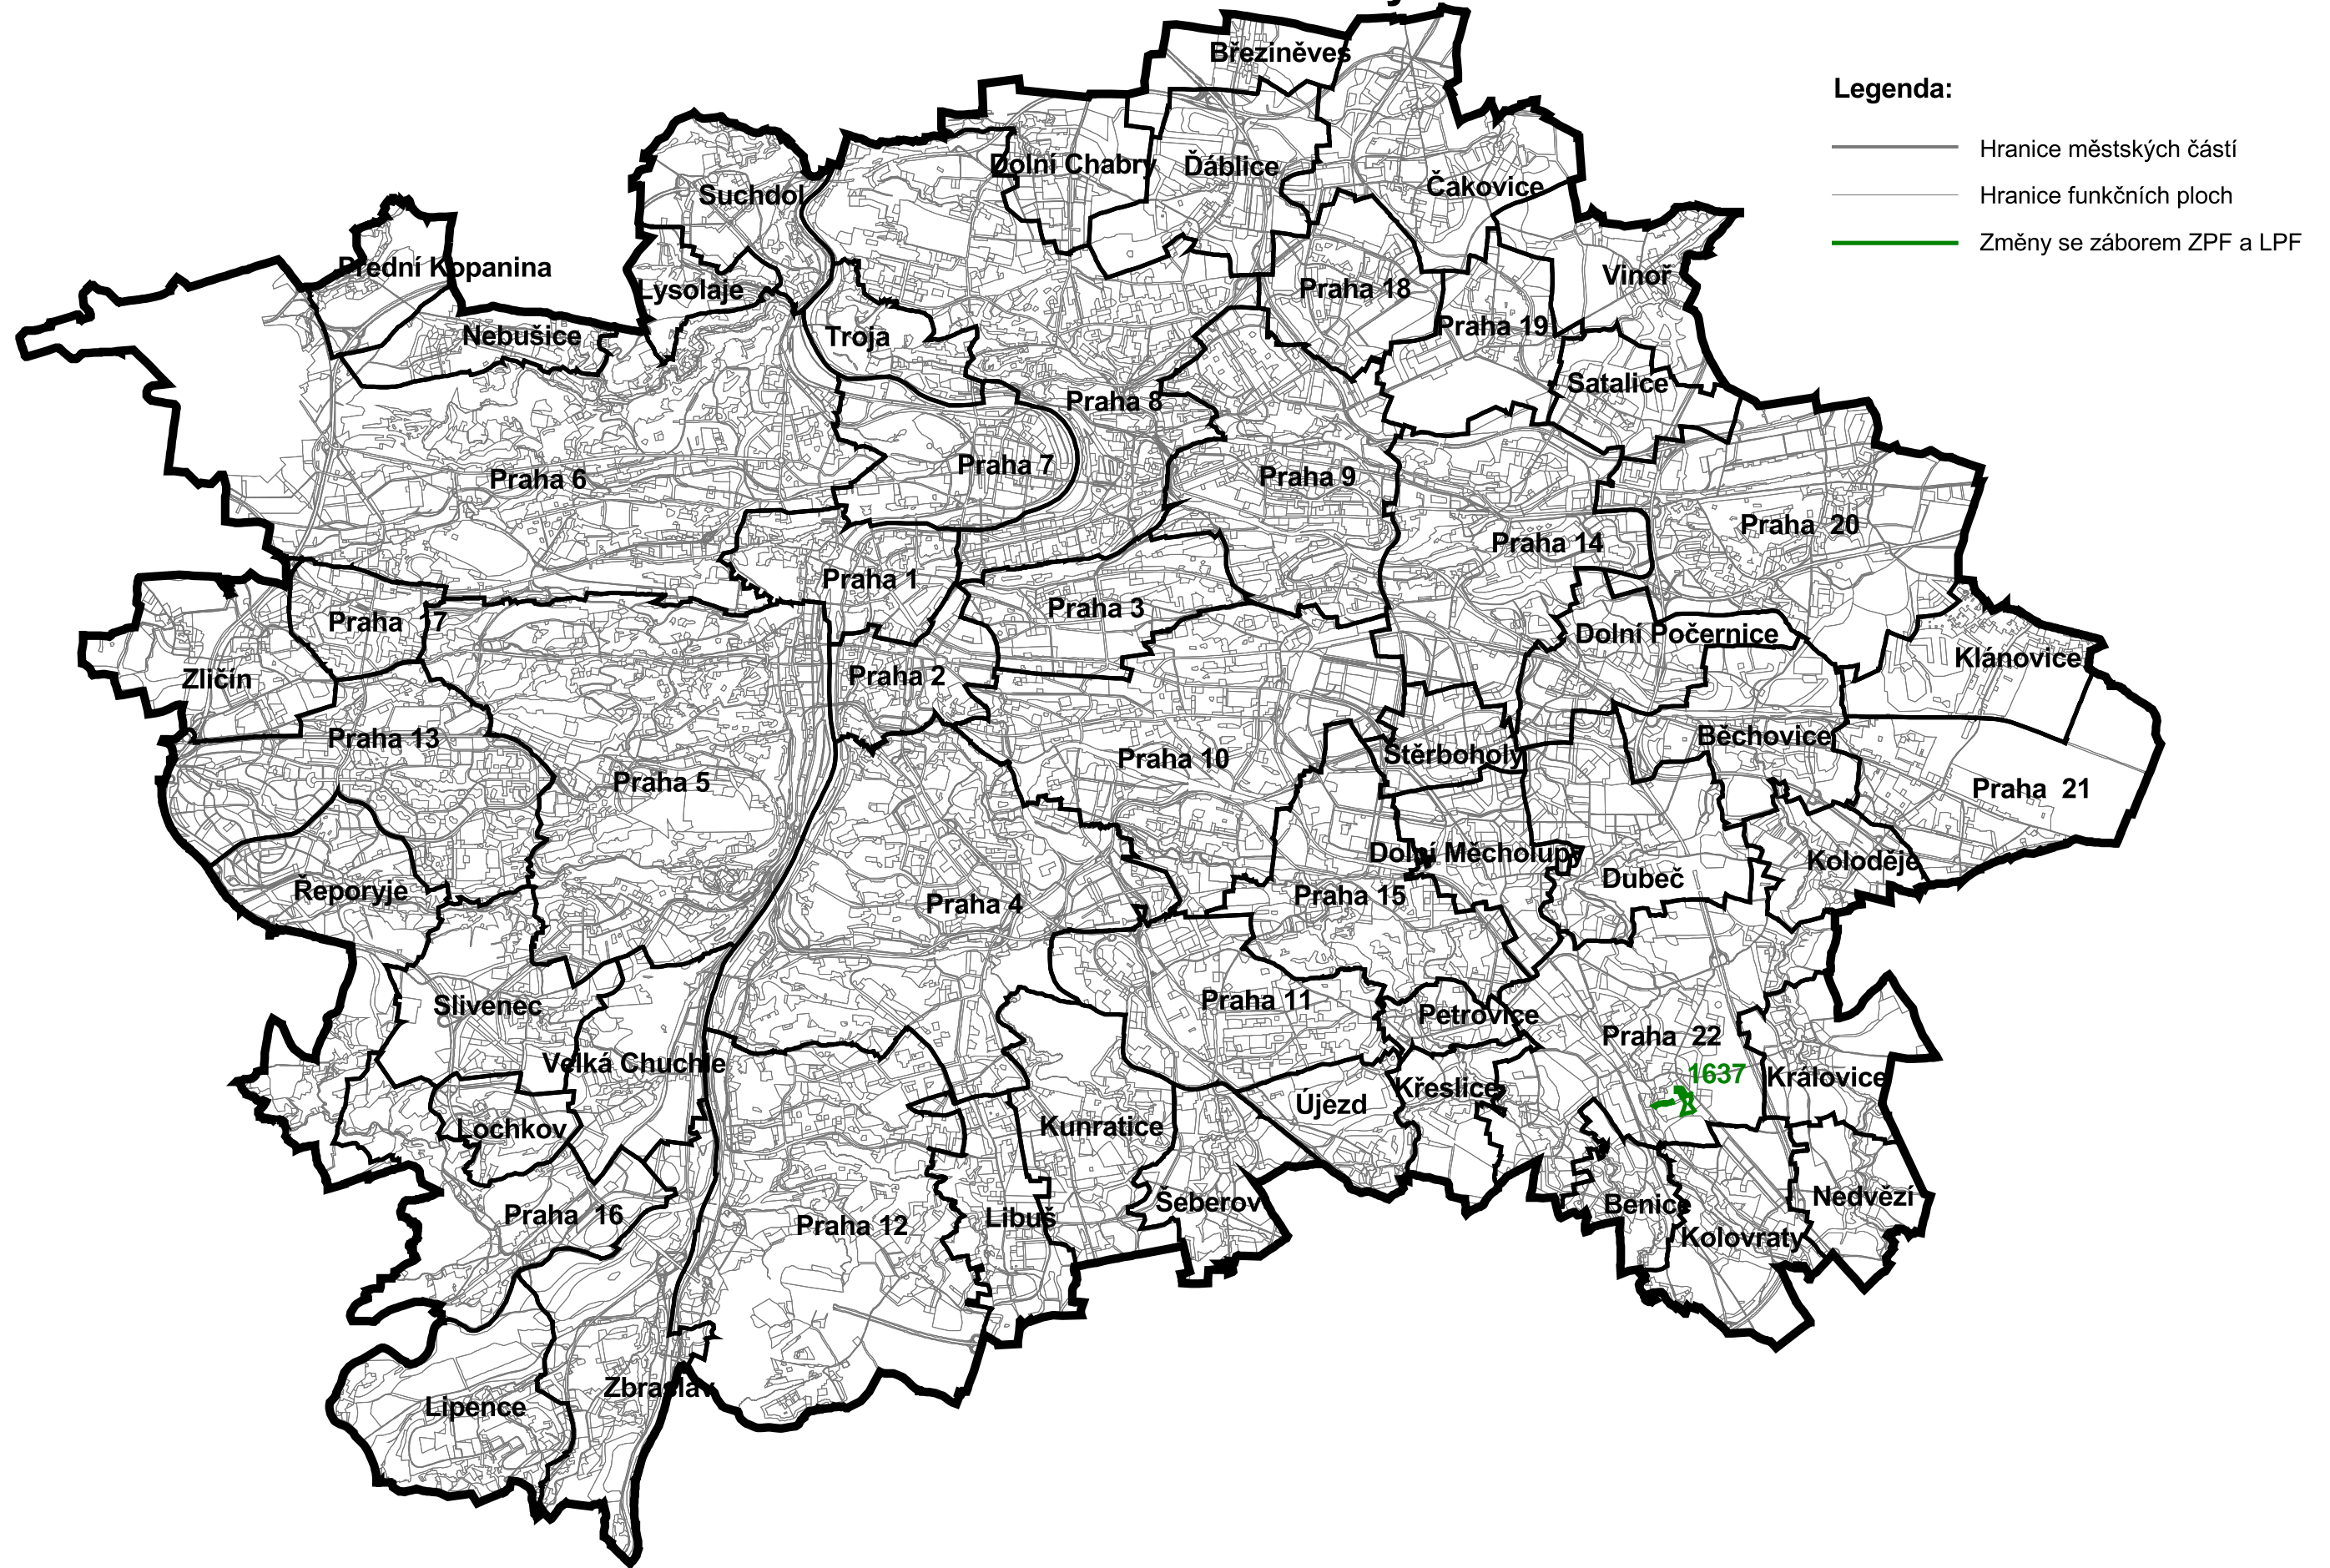 Březiněves
Legenda:
Hranice městských částí
Hranice funkčních ploch
Změny se záborem ZPF a LPF
Dolní Chabry
Ďáblice
Čakovice
Suchdol
Přední Kopanina
Lysolaje
Praha 18
Vinoř
Nebušice
Troja
Praha 19
Satalice
Praha 8
Praha 7
Praha 6
Praha 9
Praha 20
Praha 14
Praha 1
Praha 3
Praha 17
Dolní Počernice
Klánovice
Zličín
Praha 2
Praha 13
Běchovice
Štěrboholy
Praha 10
Praha 5
Praha 21
Dolní Měcholupy
Koloděje
Dubeč
Řeporyje
Praha 15
Praha 4
Slivenec
Praha 11
Petrovice
Praha 22
Velká Chuchle
1637
Královice
Křeslice
Újezd
Lochkov
Kunratice
Nedvězí
Šeberov
Benice
Praha 16
Libuš
Praha 12
Kolovraty
Zbraslav
Lipence